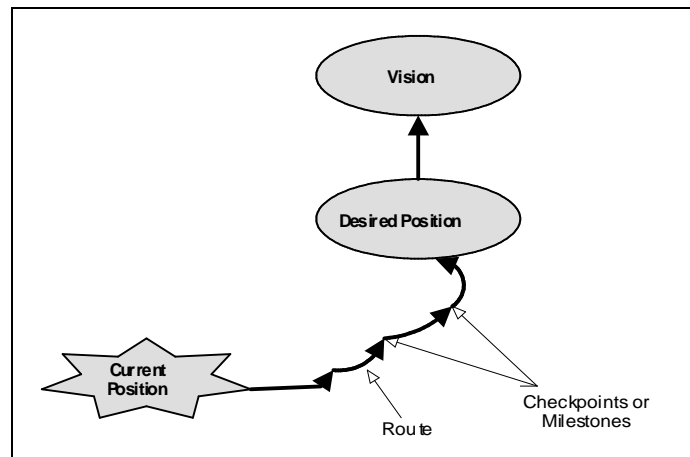 Vision
Desired Position
Current
Position
Route
Checkpoints or
Milestones